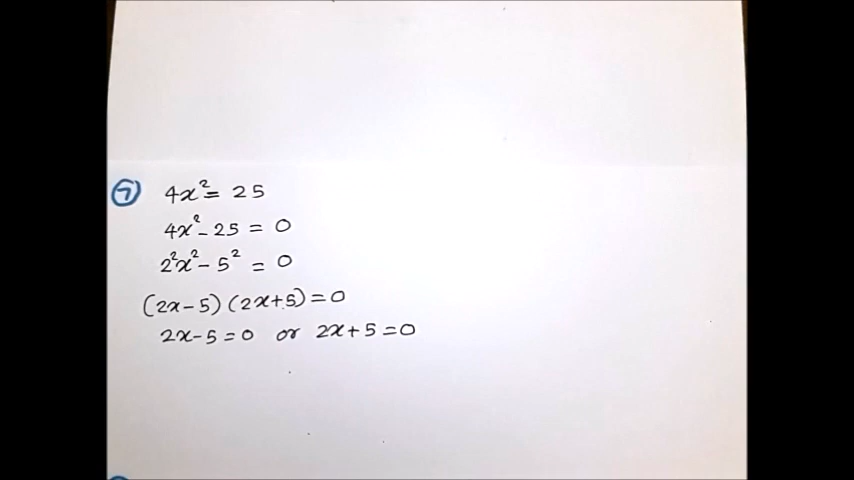 ⑦ 4x² = 25
4x² - 25 = 0
2²x² - 5² = 0
(2x - 5) (2x + 5) = 0
2x - 5 = 0 or 2x + 5 = 0